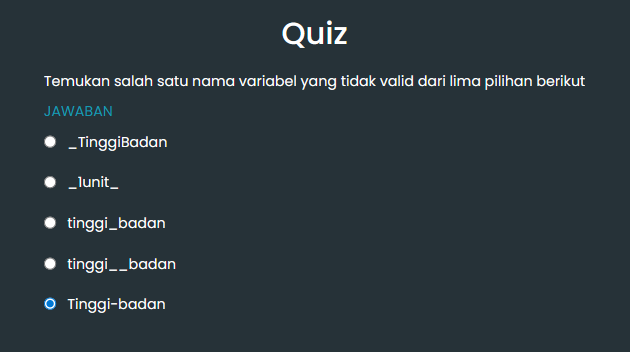 Quiz
Temukan salah satu nama variabel yang tidak valid dari lima pilihan berikut
JAWABAN
_TinggiBadan
_1unit_
tinggi_badan
tinggi__badan
Tinggi-badan